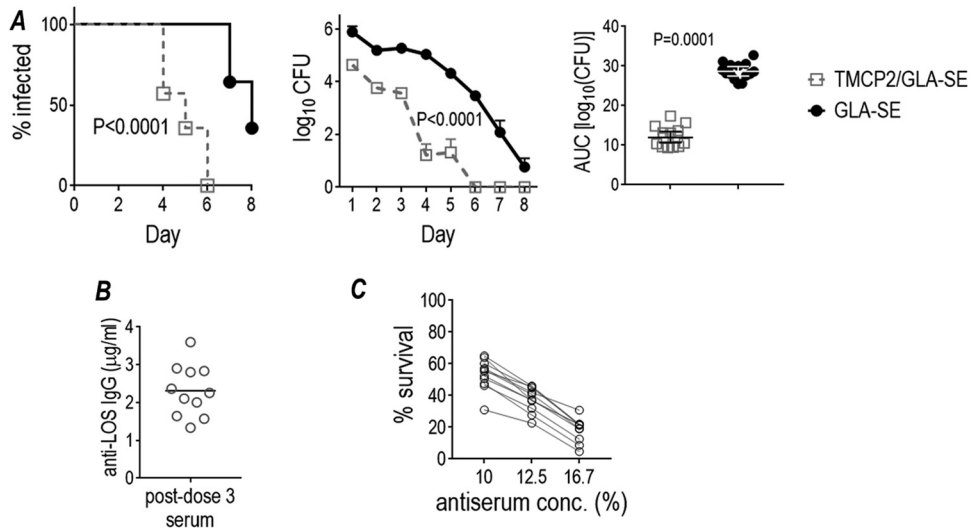 A
% infected
100
50
0
P<0.0001
0 2 4 6 8
Day
log10 CFU
6
4
2
0
P<0.0001
1 2 3 4 5 6 7 8
Day
AUC [log10(CFU)]
40
30
20
10
0
P=0.0001
TMCP2/GLA-SE
GLA-SE
B
anti-LOS IgG (µg/ml)
4
3
2
1
0
post-dose 3
serum
C
% survival
100
80
60
40
20
0
10 12.5 16.7
antiserum conc. (%)